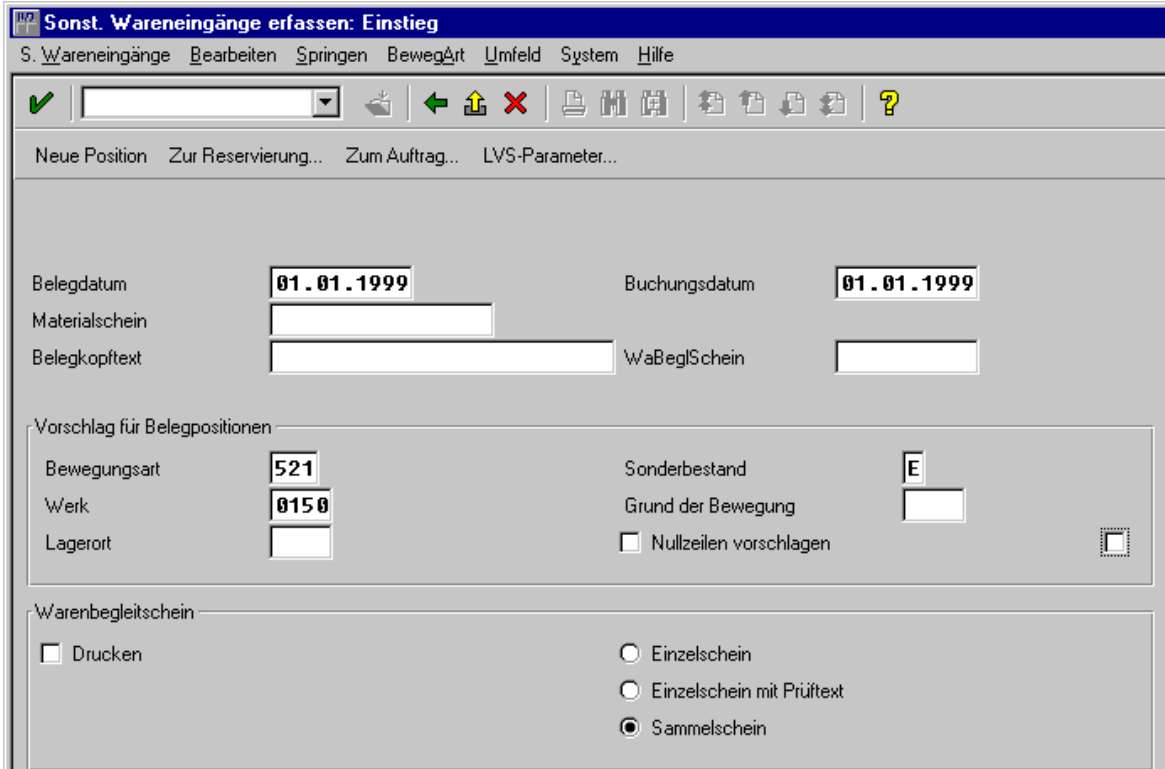 Sonst. Wareneingänge erfassen: Einstieg
S. Wareneingänge Bearbeiten Springen BewegArt Umfeld System Hilfe
Neue Position Zur Reservierung... Zum Auftrag... LVS-Parameter...
Belegdatum 01.01.1999 Buchungsdatum 01.01.1999
Materialschein
Belegkopftext WaBeglSchein
Vorschlag für Belegpositionen
Bewegungsart 521 Sonderbestand E
Werk 0150 Grund der Bewegung
Lagerort Nullzeilen vorschlagen
Warenbegleitschein
Drucken Einzelschein
Einzelschein mit Prüftext
Sammelschein